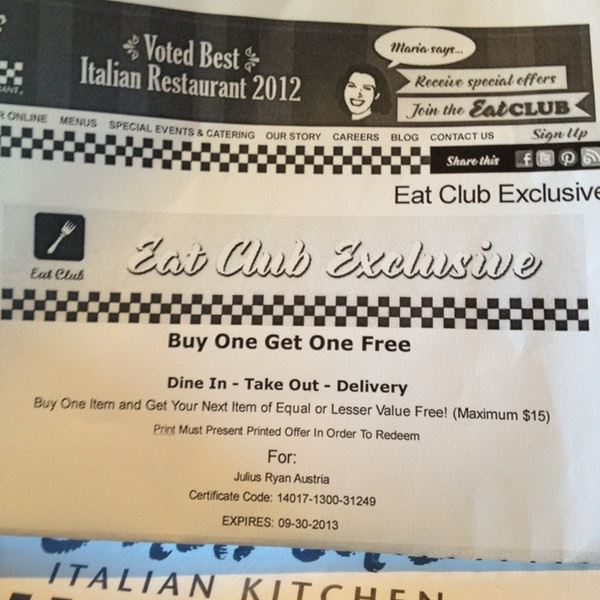 Voted Best
Italian Restaurant 2012
Maria says...
Receive special offers
Join the EatCLUB
R ONLINE MENUS SPECIAL EVENTS & CATERING OUR STORY CAREERS BLOG CONTACT US Sign Up
Share this
Eat Club Exclusive
Eat Club
Eat Club Exclusive
Buy One Get One Free
Dine In - Take Out - Delivery
Buy One Item and Get Your Next Item of Equal or Lesser Value Free! (Maximum $15)
Print Must Present Printed Offer In Order To Redeem
For:
Julius Ryan Austria
Certificate Code: 14017-1300-31249
EXPIRES: 09-30-2013
ITALIAN KITCHEN